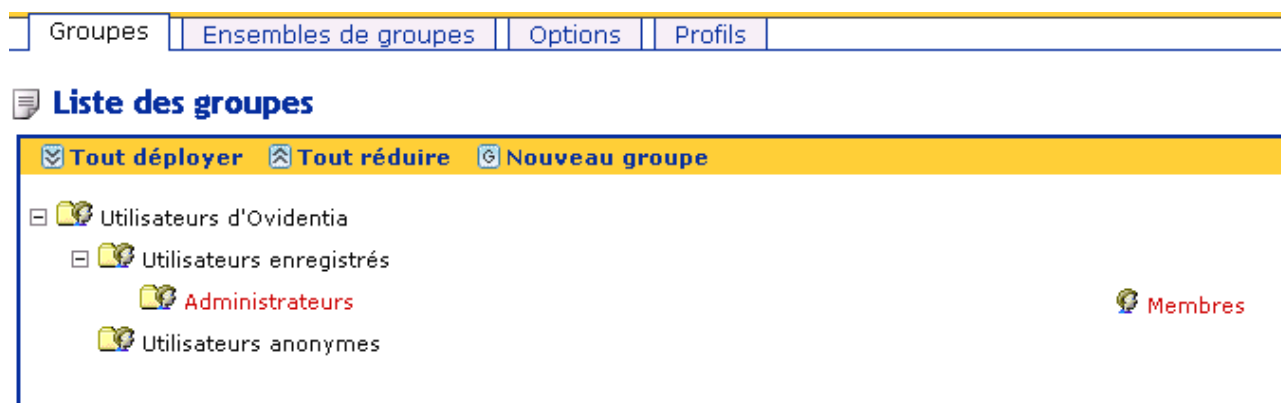 Groupes Ensembles de groupes Options Profils
Liste des groupes
Tout déployer Tout réduire Nouveau groupe
Utilisateurs d'Ovidentia
Utilisateurs enregistrés
Administrateurs Membres
Utilisateurs anonymes